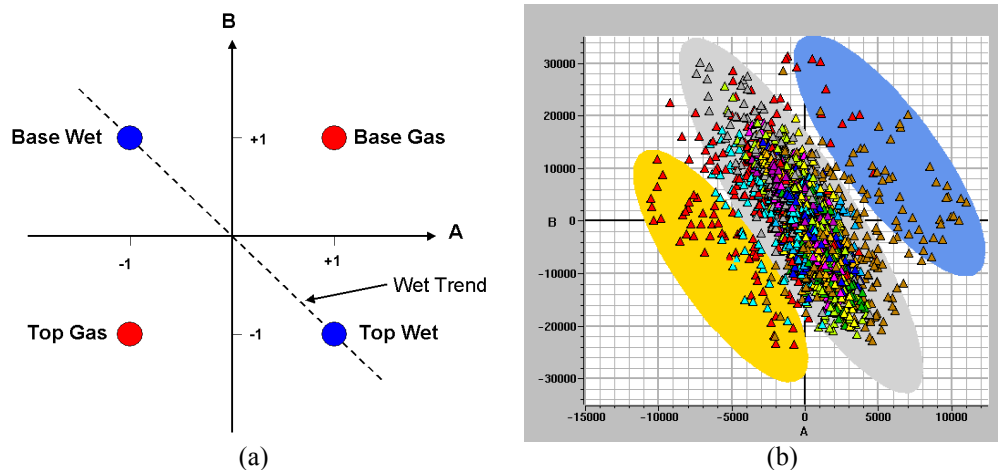 B
Base Wet
+1
Base Gas
A
-1
+1
Wet Trend
Top Gas
-1
Top Wet
(a)
30000
20000
10000
B
0
-10000
-20000
-30000
-15000
-10000
-5000
0
5000
10000
A
(b)